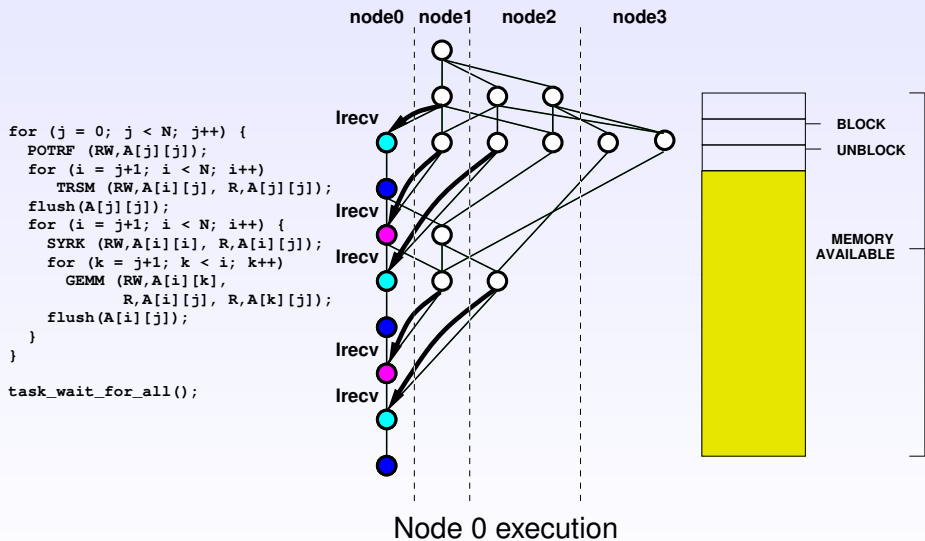 node0 node1 node2 node3
for (j = 0; j < N; j++) {
POTRF (RW,A[j][j]);
for (i = j+1; i < N; i++)
TRSM (RW,A[i][j], R,A[j][j]);
flush(A[j][j]);
for (i = j+1; i < N; i++) {
SYRK (RW,A[i][i], R,A[i][j]);
for (k = j+1; k < i; k++)
GEMM (RW,A[i][k],
R,A[i][j], R,A[k][j]);
flush(A[i][j]);
}
}
task_wait_for_all();
Irecv
Irecv
Irecv
Irecv
Irecv
BLOCK
UNBLOCK
MEMORY
AVAILABLE
Node 0 execution